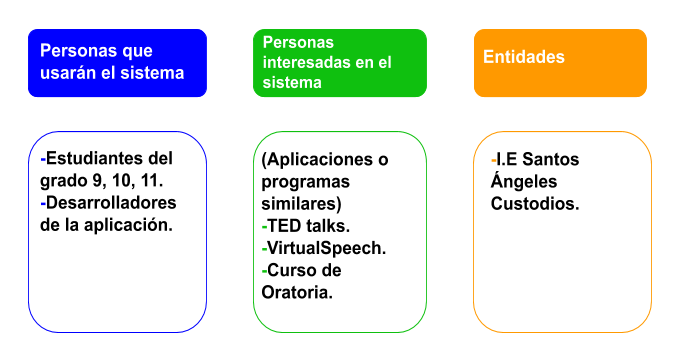 Personas que
usarán el sistema
Personas
interesadas en el
sistema
Entidades
-Estudiantes del
grado 9, 10, 11.
-Desarrolladores
de la aplicación.
(Aplicaciones o
programas
similares)
-TED talks.
-VirtualSpeech.
-Curso de
Oratoria.
-I.E Santos
Ángeles
Custodios.